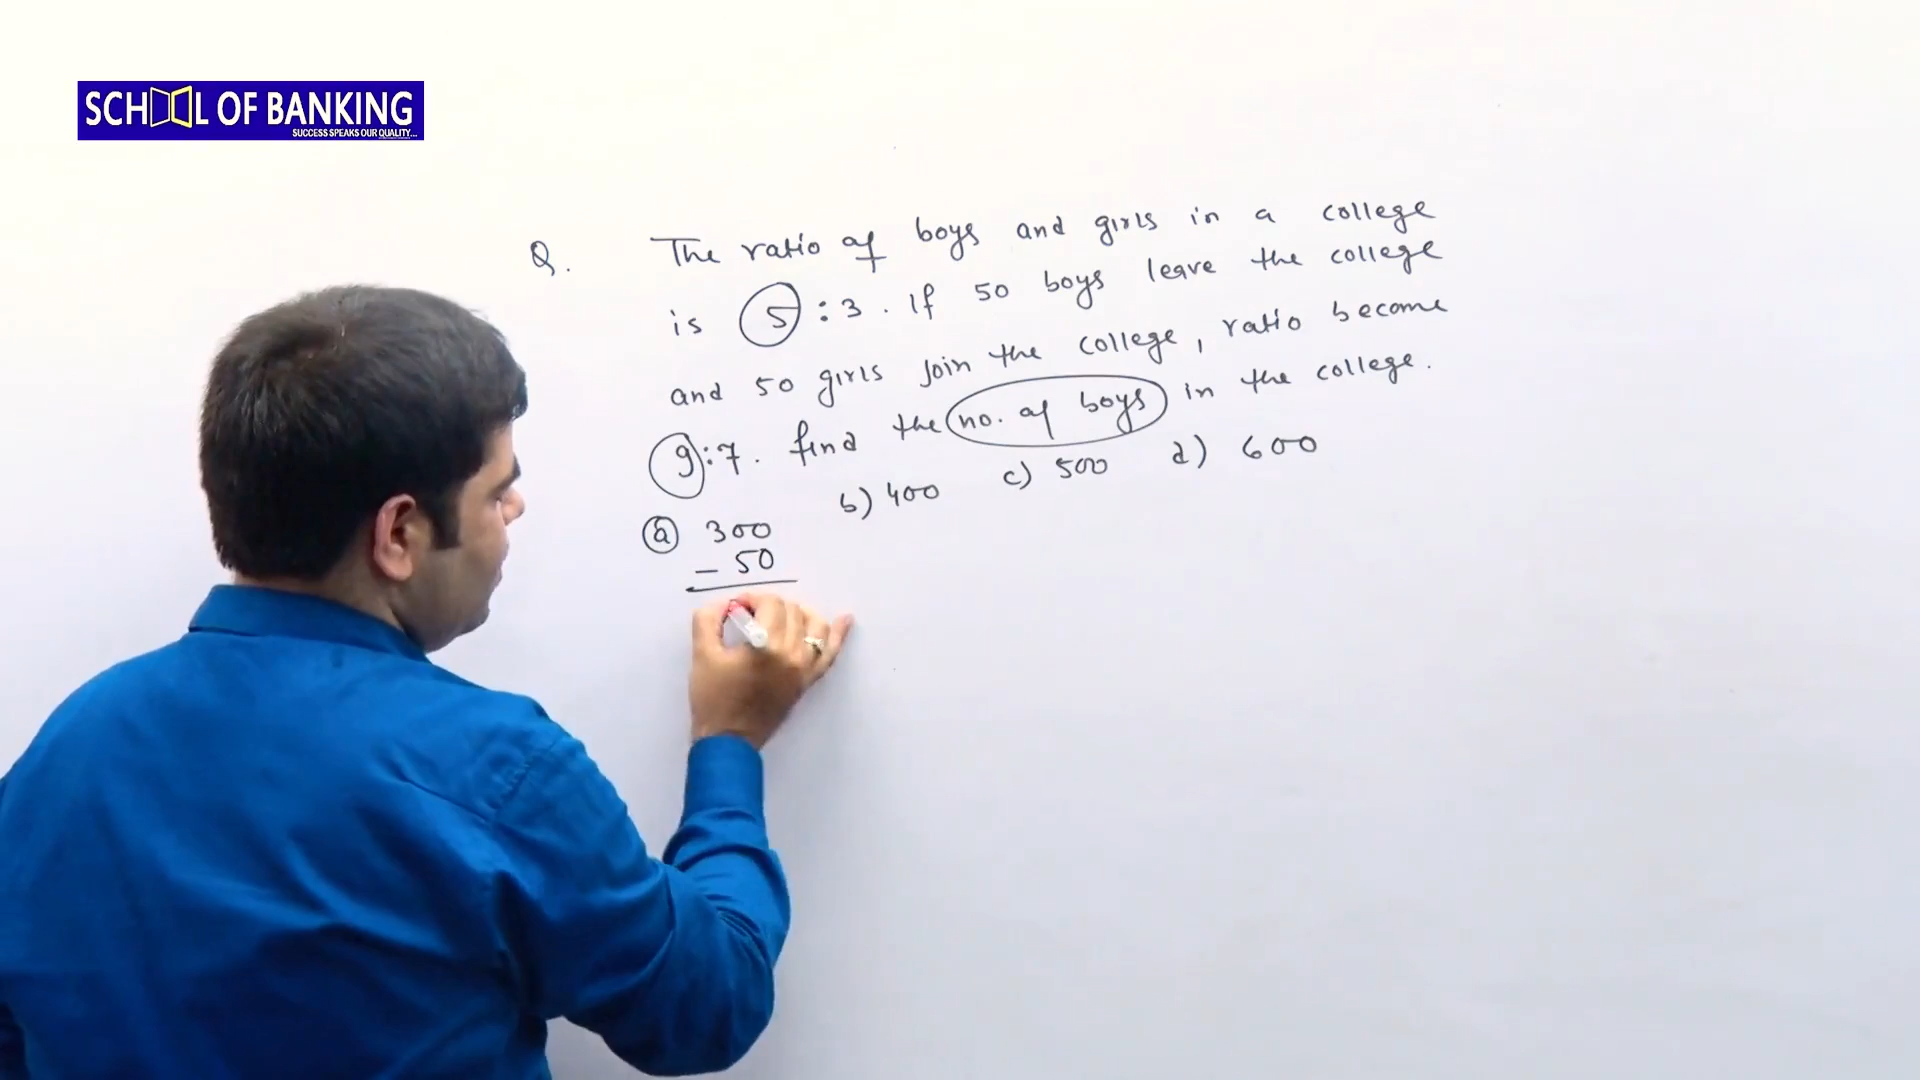 SCHOOL OF BANKING
SUCCESS SPEAKS OUR QUALITY...
Q. The ratio of boys and girls in a college
is 5:3. If 50 boys leave the college
and 50 girls join the college, ratio become
9:7. find the no. of boys in the college.
a) 300 b) 400 c) 500 d) 600
- 50